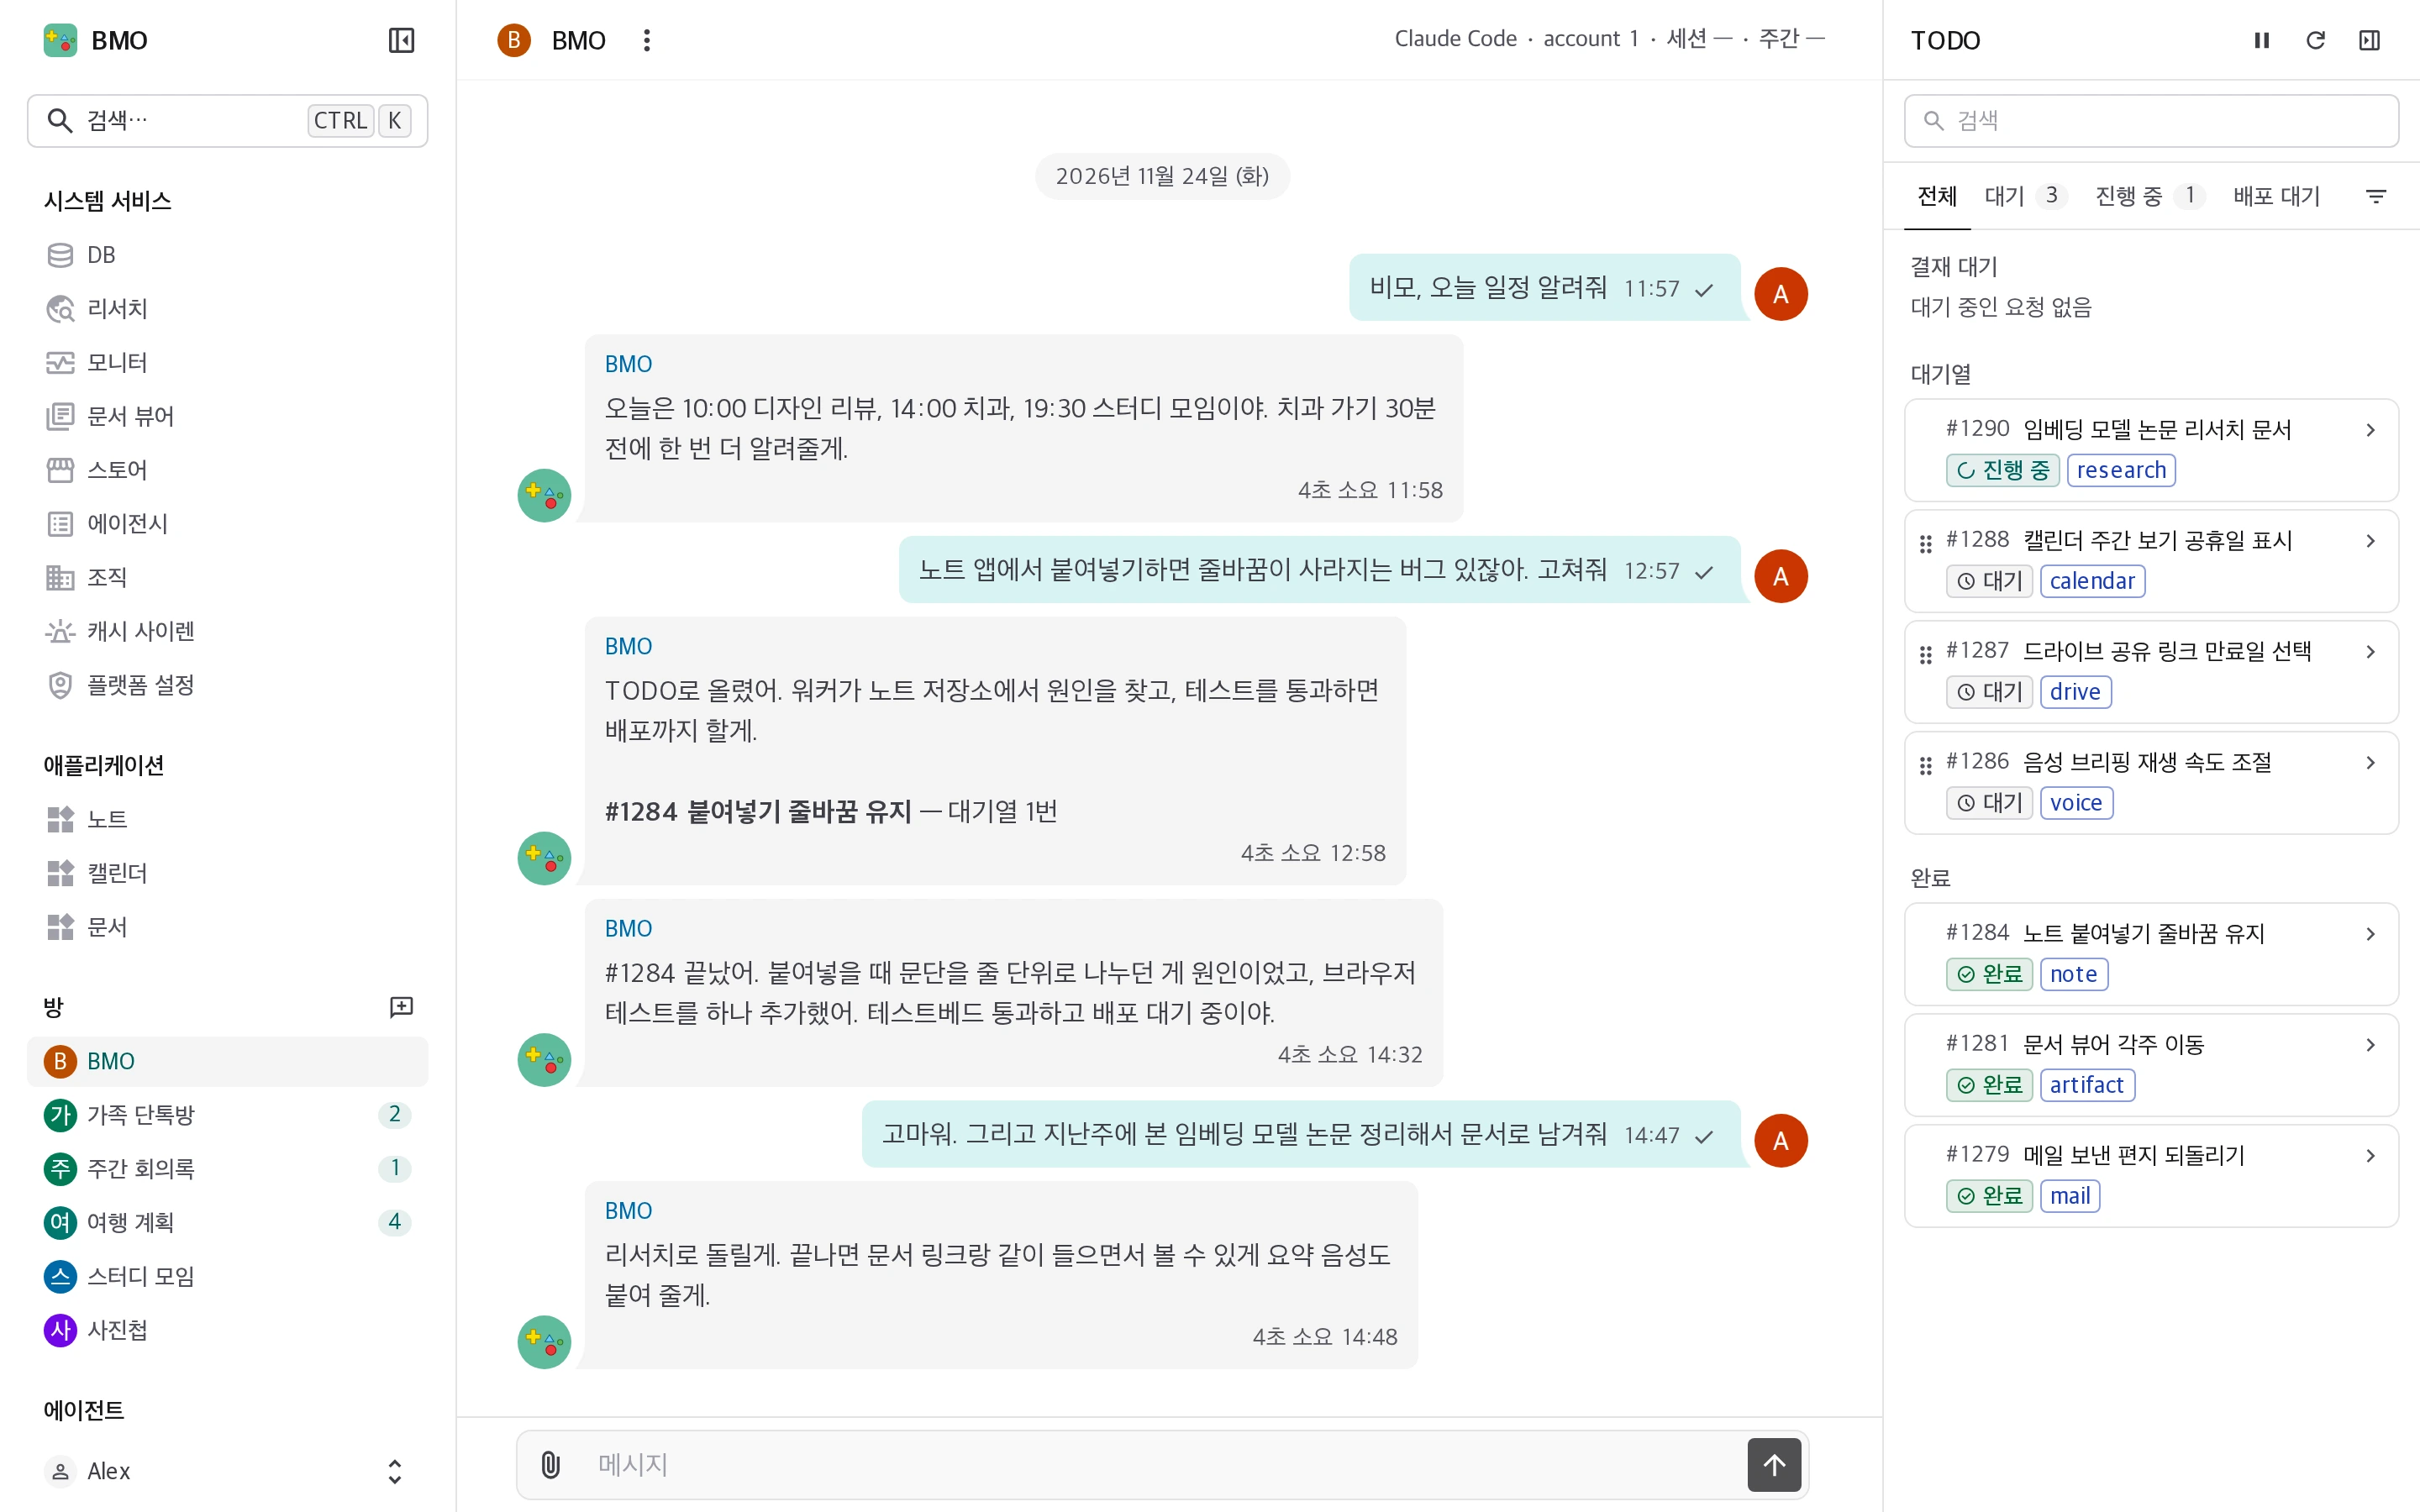 BMO
검색…
CTRL K
시스템 서비스
DB
리서치
모니터
문서 뷰어
스토어
에이전시
조직
캐시 사이렌
플랫폼 설정
애플리케이션
노트
캘린더
문서
방
B BMO
가 가족 단톡방 2
주 주간 회의록 1
여 여행 계획 4
스 스터디 모임
사 사진첩
에이전트
Alex
B BMO
Claude Code · account 1 · 세션 — · 주간 —
2026년 11월 24일 (화)
비모, 오늘 일정 알려줘 11:57
A
BMO
오늘은 10:00 디자인 리뷰, 14:00 치과, 19:30 스터디 모임이야. 치과 가기 30분
전에 한 번 더 알려줄게.
4초 소요 11:58
노트 앱에서 붙여넣기하면 줄바꿈이 사라지는 버그 있잖아. 고쳐줘 12:57
A
BMO
TODO로 올렸어. 워커가 노트 저장소에서 원인을 찾고, 테스트를 통과하면
배포까지 할게.
#1284 붙여넣기 줄바꿈 유지 — 대기열 1번
4초 소요 12:58
BMO
#1284 끝났어. 붙여넣을 때 문단을 줄 단위로 나누던 게 원인이었고, 브라우저
테스트를 하나 추가했어. 테스트베드 통과하고 배포 대기 중이야.
4초 소요 14:32
고마워. 그리고 지난주에 본 임베딩 모델 논문 정리해서 문서로 남겨줘 14:47
A
BMO
리서치로 돌릴게. 끝나면 문서 링크랑 같이 들으면서 볼 수 있게 요약 음성도
붙여 줄게.
4초 소요 14:48
메시지
TODO
검색
전체 대기 3 진행 중 1 배포 대기
결재 대기
대기 중인 요청 없음
대기열
#1290 임베딩 모델 논문 리서치 문서
진행 중 research
#1288 캘린더 주간 보기 공휴일 표시
대기 calendar
#1287 드라이브 공유 링크 만료일 선택
대기 drive
#1286 음성 브리핑 재생 속도 조절
대기 voice
완료
#1284 노트 붙여넣기 줄바꿈 유지
완료 note
#1281 문서 뷰어 각주 이동
완료 artifact
#1279 메일 보낸 편지 되돌리기
완료 mail